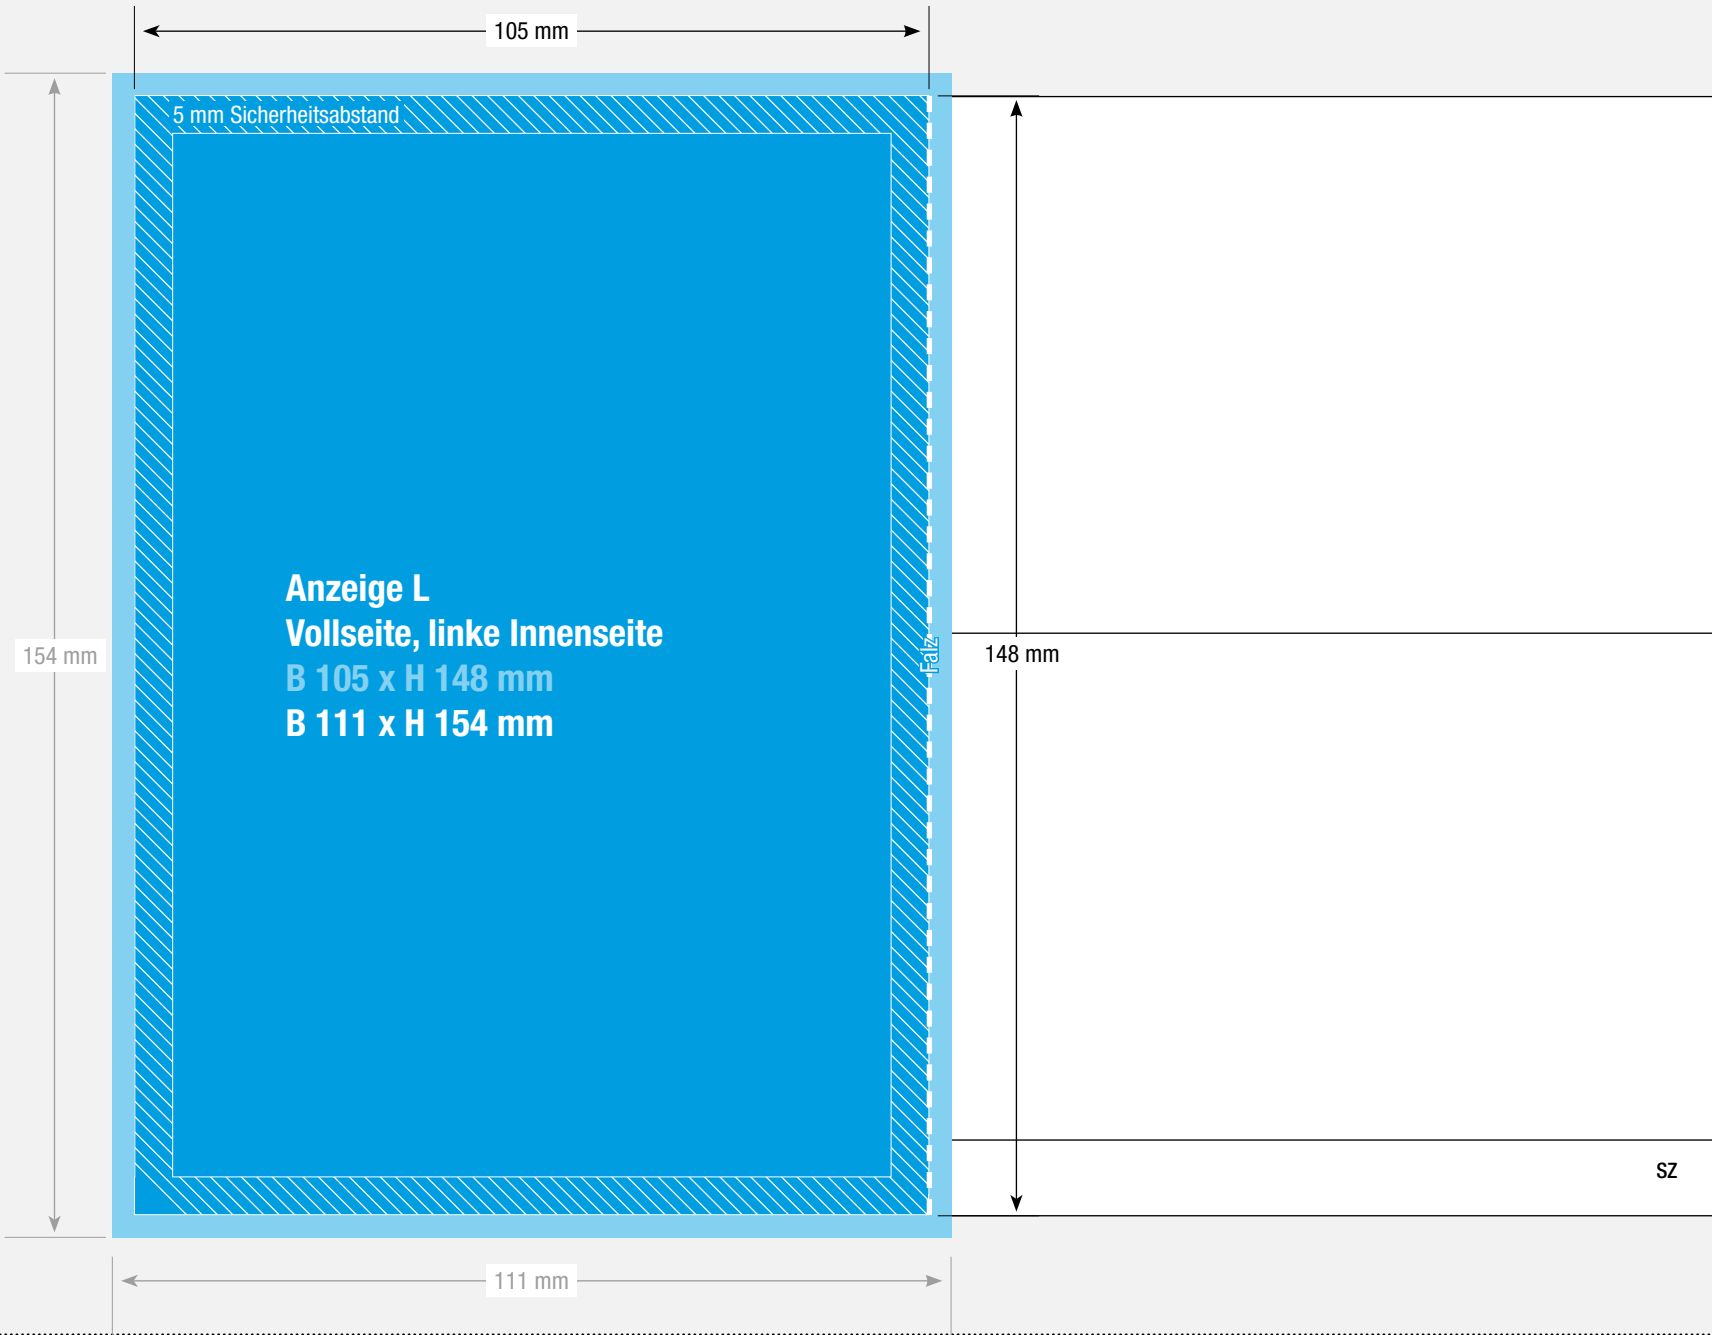 105 mm
5 mm Sicherheitsabstand
Anzeige L
Vollseite, linke Innenseite
B 105 x H 148 mm
B 111 x H 154 mm
154 mm
Falz
148 mm
SZ
111 mm